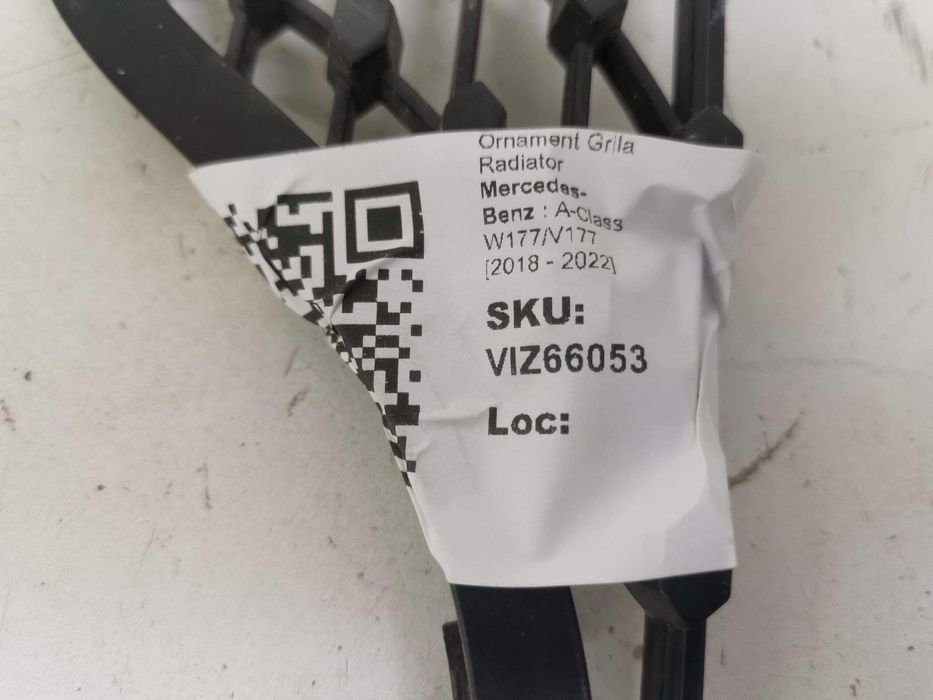 Ornament Grila
Radiator
Mercedes-
Benz : A-Class
W177/V177
[2018 - 2022]
SKU:
VIZ66053
Loc: